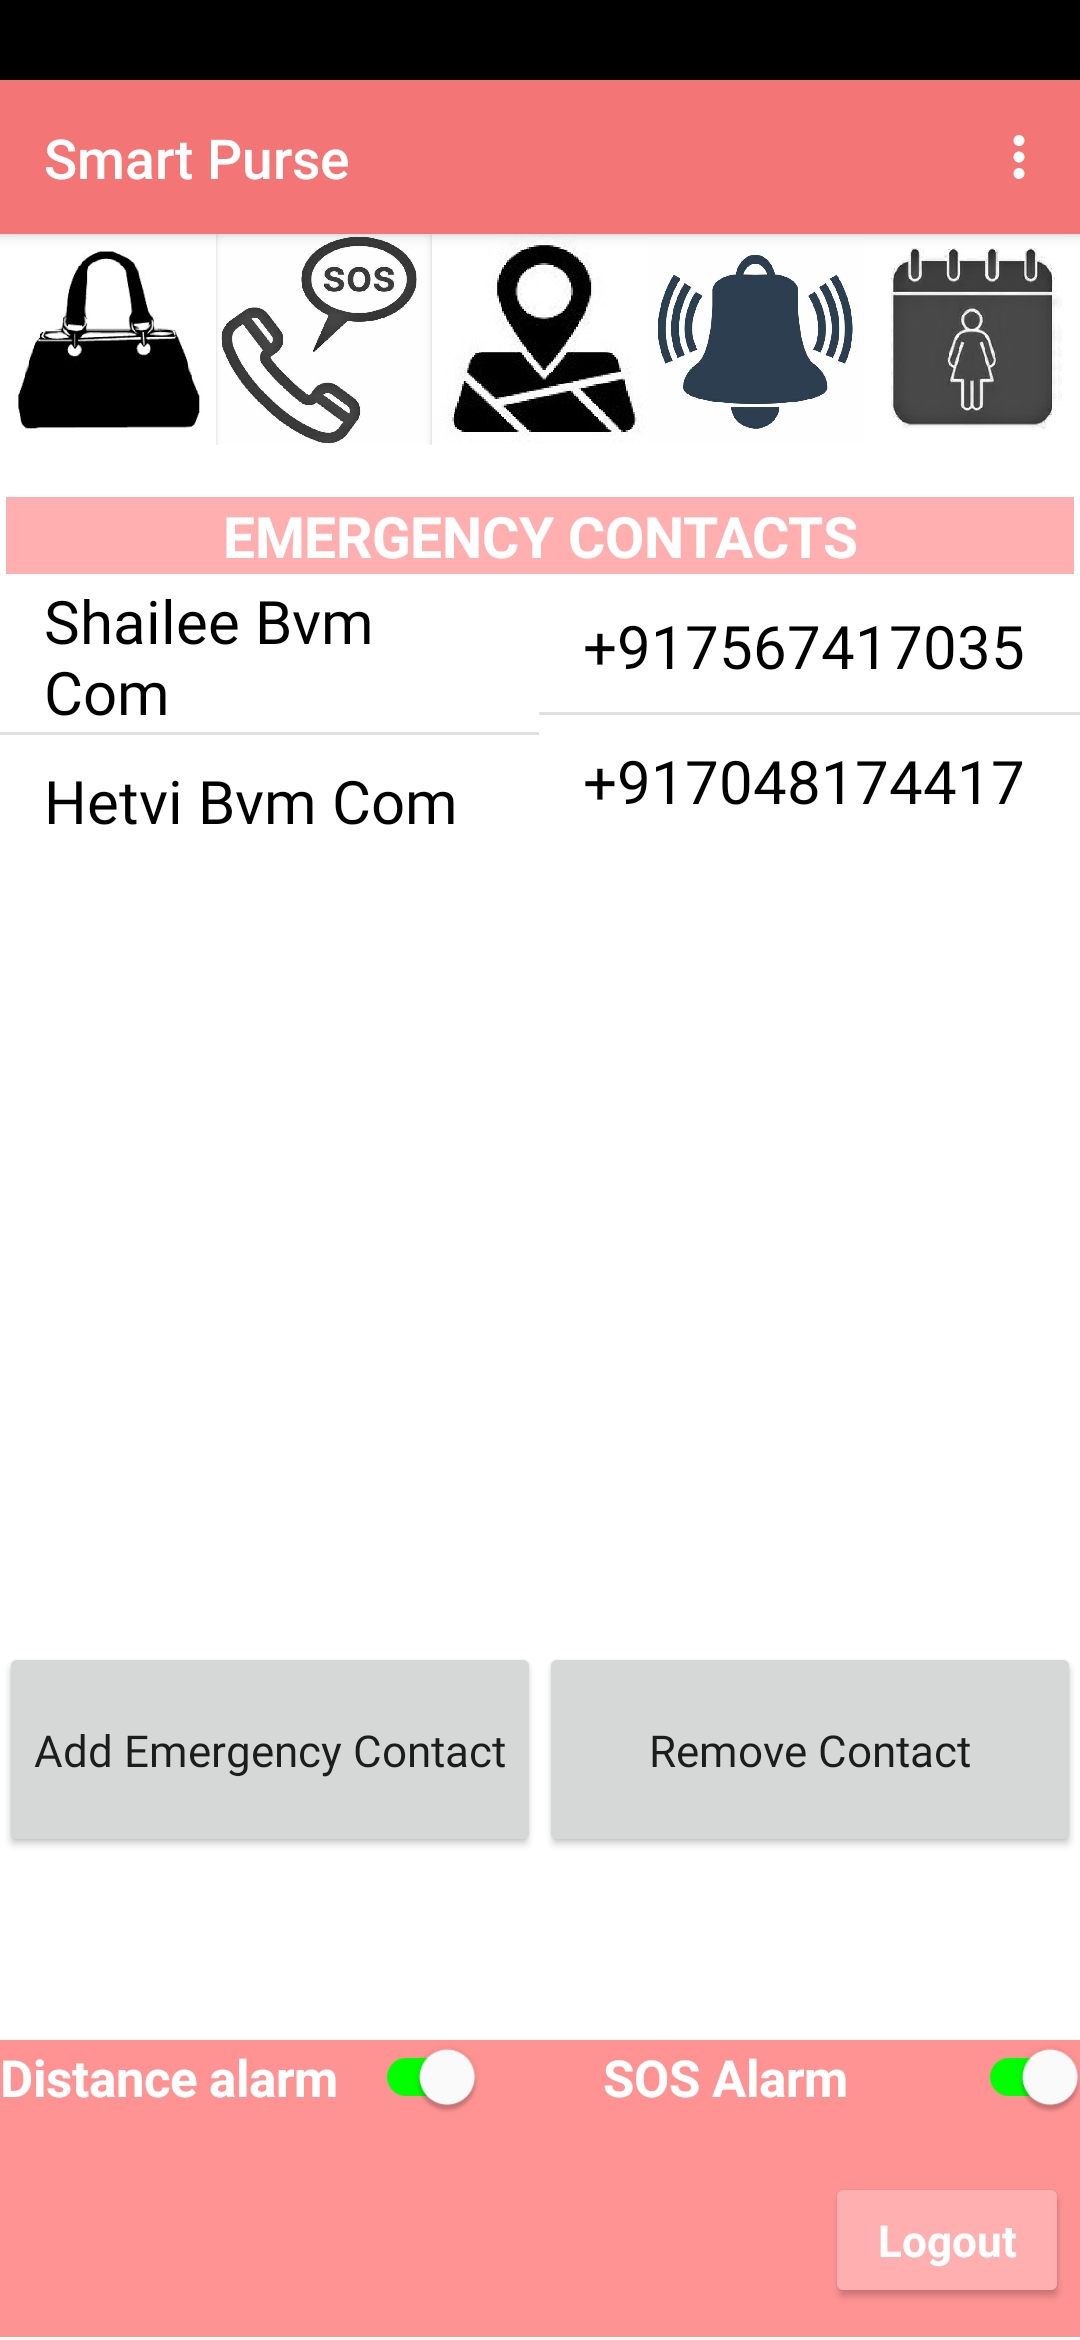 Smart Purse
SOS
EMERGENCY CONTACTS
Shailee Bvm
Com
+917567417035
Hetvi Bvm Com
+917048174417
Add Emergency Contact
Remove Contact
Distance alarm
SOS Alarm
Logout